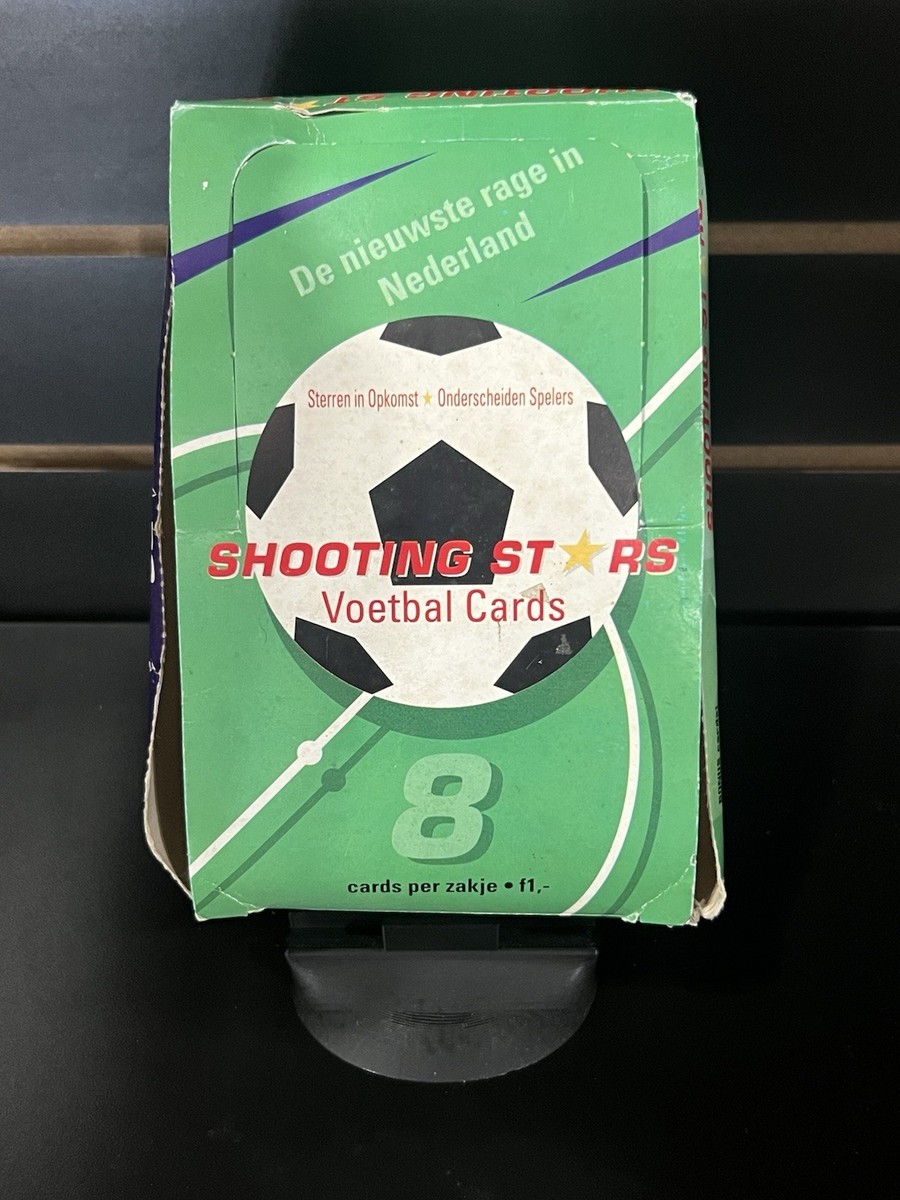 De nieuwste rage in
Nederland
Sterren in Opkomst ★ Onderscheiden Spelers
SHOOTING ST★RS
Voetbal Cards
8
cards per zakje • f1,-